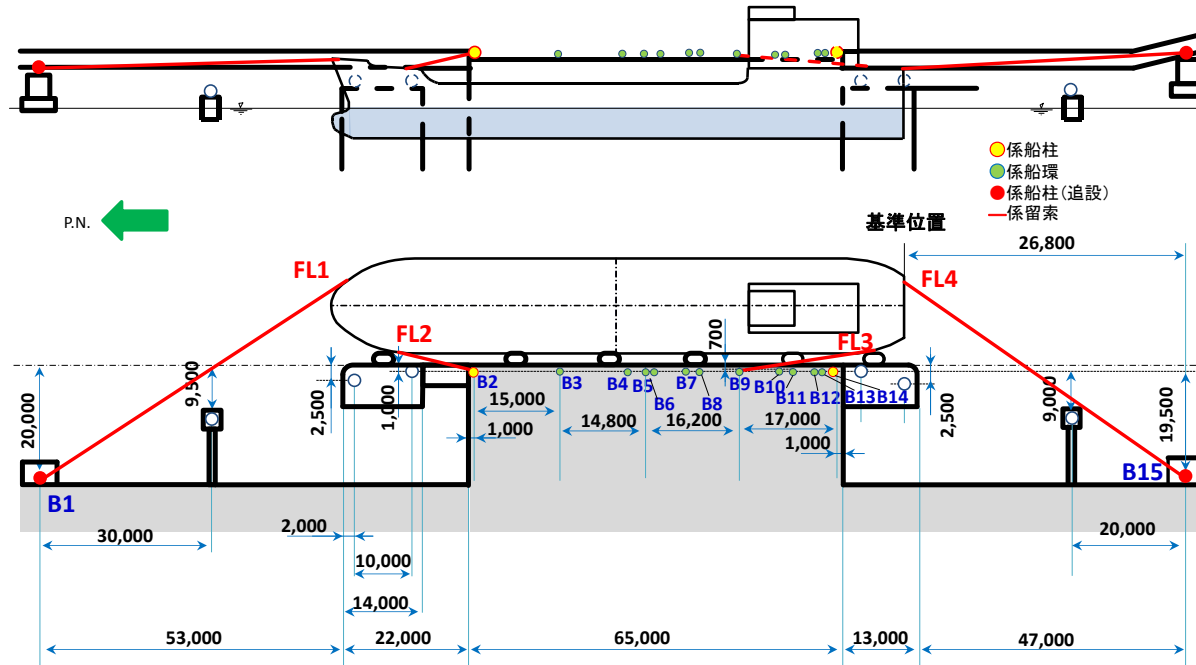 係船柱
係船環
係船柱(追設)
係留索
P.N.
基準位置
26,800
FL1
FL4
FL2
700
FL3
B2
B3
B4
B5
B6
B7
B8
B9
B10
B11
B12
B13
B14
9,500
20,000
2,500
1,000
15,000
14,800
16,200
17,000
1,000
1,000
2,500
9,000
19,500
B1
B15
30,000
2,000
10,000
14,000
20,000
53,000
22,000
65,000
13,000
47,000